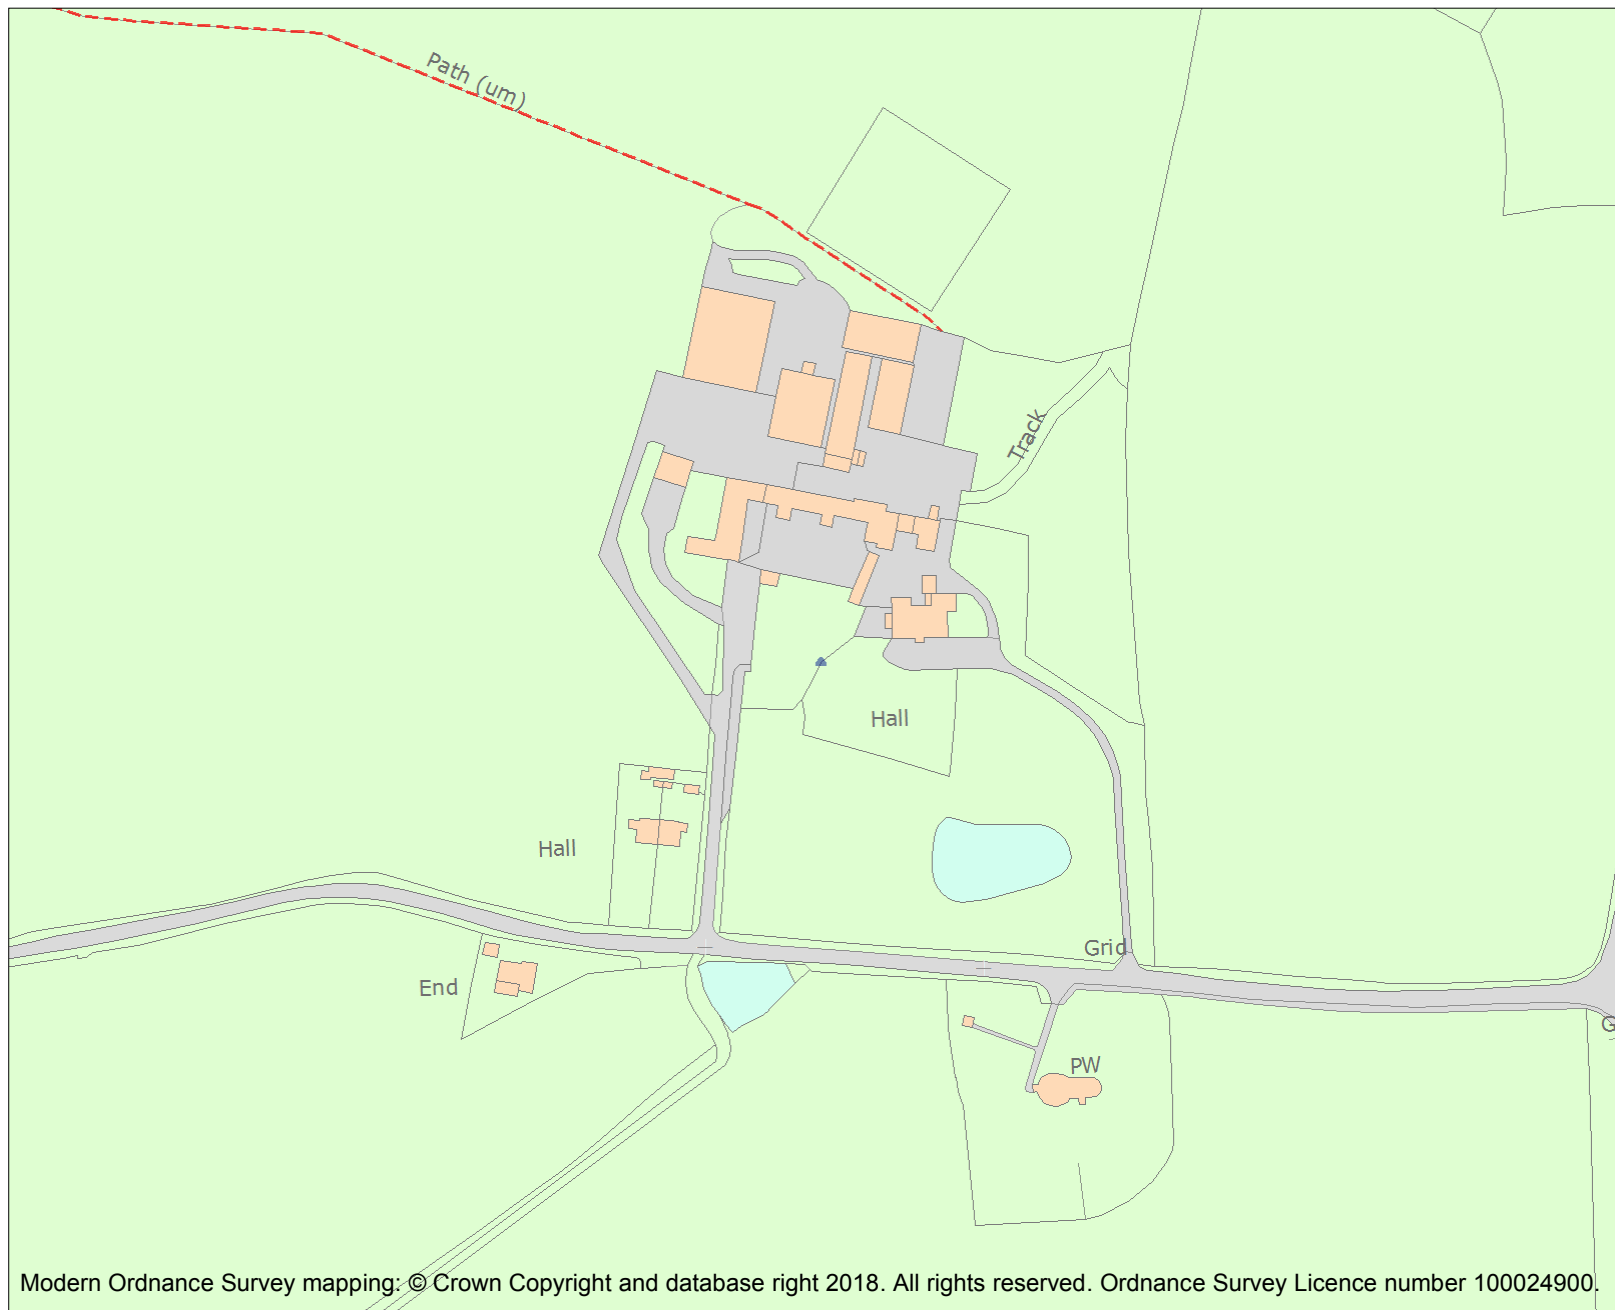 Path (um)
Track
Hall
Hall
Grid
End
G
PW
Modern Ordnance Survey mapping: © Crown Copyright and database right 2018. All rights reserved. Ordnance Survey Licence number 100024900.